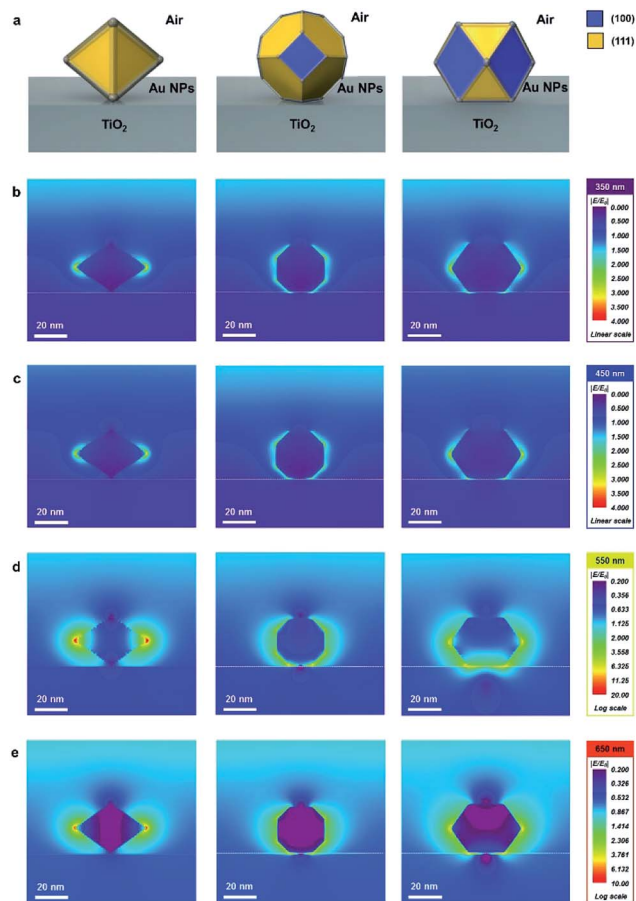 a
Air
Au NPs
TiO2
Air
Au NPs
TiO2
Air
Au NPs
TiO2
(100)
(111)
b
20 nm
20 nm
20 nm
350 nm
|E/E0|
0.000
0.500
1.000
1.500
2.000
2.500
3.000
3.500
4.000
Linear scale
c
20 nm
20 nm
20 nm
450 nm
|E/E0|
0.000
0.500
1.000
1.500
2.000
2.500
3.000
3.500
4.000
Linear scale
d
20 nm
20 nm
20 nm
550 nm
|E/E0|
0.200
0.356
0.633
1.125
2.000
3.558
6.325
11.25
20.00
Log scale
e
20 nm
20 nm
20 nm
650 nm
|E/E0|
0.200
0.326
0.532
0.867
1.414
2.306
3.761
6.132
10.00
Log scale